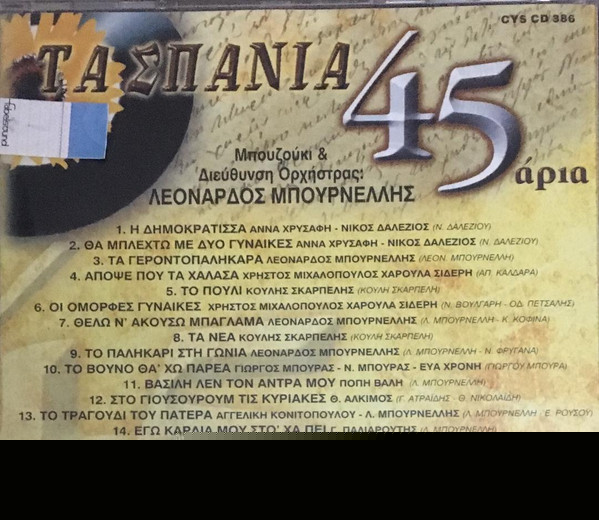 CYS CD 386
ΤΑ ΣΠΑΝΙΑ 45άρια
Μπουζούκι &
Διεύθυνση Ορχήστρας:
ΛΕΟΝΑΡΔΟΣ ΜΠΟΥΡΝΕΛΛΗΣ
1. Η ΔΗΜΟΚΡΑΤΙΣΣΑ ΑΝΝΑ ΧΡΥΣΑΦΗ - ΝΙΚΟΣ ΔΑΛΕΖΙΟΣ (Ν. ΔΑΛΕΖΙΟΥ)
2. ΘΑ ΜΠΛΕΧΤΩ ΜΕ ΔΥΟ ΓΥΝΑΙΚΕΣ ΑΝΝΑ ΧΡΥΣΑΦΗ - ΝΙΚΟΣ ΔΑΛΕΖΙΟΣ (Ν. ΔΑΛΕΖΙΟΥ)
3. ΤΑ ΓΕΡΟΝΤΟΠΑΛΗΚΑΡΑ ΛΕΟΝΑΡΔΟΣ ΜΠΟΥΡΝΕΛΛΗΣ (ΛΕΟΝ. ΜΠΟΥΡΝΕΛΛΗ)
4. ΑΠΟΨΕ ΠΟΥ ΤΑ ΧΑΛΑΣΑ ΧΡΗΣΤΟΣ ΜΙΧΑΛΟΠΟΥΛΟΣ ΧΑΡΟΥΛΑ ΣΙΔΕΡΗ (ΑΠ. ΚΑΛΔΑΡΑ)
5. ΤΟ ΠΟΥΛΙ ΚΟΥΛΗΣ ΣΚΑΡΠΕΛΗΣ (ΚΟΥΛΗ ΣΚΑΡΠΕΛΗ)
6. ΟΙ ΟΜΟΡΦΕΣ ΓΥΝΑΙΚΕΣ ΧΡΗΣΤΟΣ ΜΙΧΑΛΟΠΟΥΛΟΣ ΧΑΡΟΥΛΑ ΣΙΔΕΡΗ (Ν. ΒΟΥΛΓΑΡΗ - ΟΔ. ΠΕΤΣΑΛΗΣ)
7. ΘΕΛΩ Ν' ΑΚΟΥΣΩ ΜΠΑΓΛΑΜΑ ΛΕΟΝΑΡΔΟΣ ΜΠΟΥΡΝΕΛΛΗΣ (Λ. ΜΠΟΥΡΝΕΛΛΗ - Κ. ΚΟΦΙΝΑ)
8. ΤΑ ΝΕΑ ΚΟΥΛΗΣ ΣΚΑΡΠΕΛΗΣ (ΚΟΥΛΗ ΣΚΑΡΠΕΛΗ)
9. ΤΟ ΠΑΛΗΚΑΡΙ ΣΤΗ ΓΩΝΙΑ ΛΕΟΝΑΡΔΟΣ ΜΠΟΥΡΝΕΛΛΗΣ (Λ. ΜΠΟΥΡΝΕΛΛΗ - Ν. ΦΡΥΓΑΝΑ)
10. ΤΟ ΒΟΥΝΟ ΘΑ' ΧΩ ΠΑΡΕΑ ΓΙΩΡΓΟΣ ΜΠΟΥΡΑΣ - Ν. ΜΠΟΥΡΑΣ - ΕΥΑ ΧΡΟΝΗ (ΓΙΩΡΓΟΥ ΜΠΟΥΡΑ)
11. ΒΑΣΙΛΗ ΛΕΝ ΤΟΝ ΑΝΤΡΑ ΜΟΥ ΠΟΠΗ ΒΑΛΗ (Λ. ΜΠΟΥΡΝΕΛΛΗ)
12. ΣΤΟ ΓΙΟΥΣΟΥΡΟΥΜ ΤΙΣ ΚΥΡΙΑΚΕΣ Θ. ΑΛΚΙΜΟΣ (Γ. ΑΤΡΑΙΔΗΣ - Θ. ΝΙΚΟΛΑΙΔΗ)
13. ΤΟ ΤΡΑΓΟΥΔΙ ΤΟΥ ΠΑΤΕΡΑ ΑΓΓΕΛΙΚΗ ΚΟΝΙΤΟΠΟΥΛΟΥ - Λ. ΜΠΟΥΡΝΕΛΛΗΣ (Λ. ΜΠΟΥΡΝΕΛΛΗ - Ε. ΡΟΥΣΟΥ)
14. ΕΓΩ ΚΑΡΔΙΑ ΜΟΥ ΣΤΟ' ΧΑ ΠΕΙ Γ. ΠΑΛΙΑΡΟΥΤΗΣ (Λ. ΜΠΟΥΡΝΕΛΛΗ)